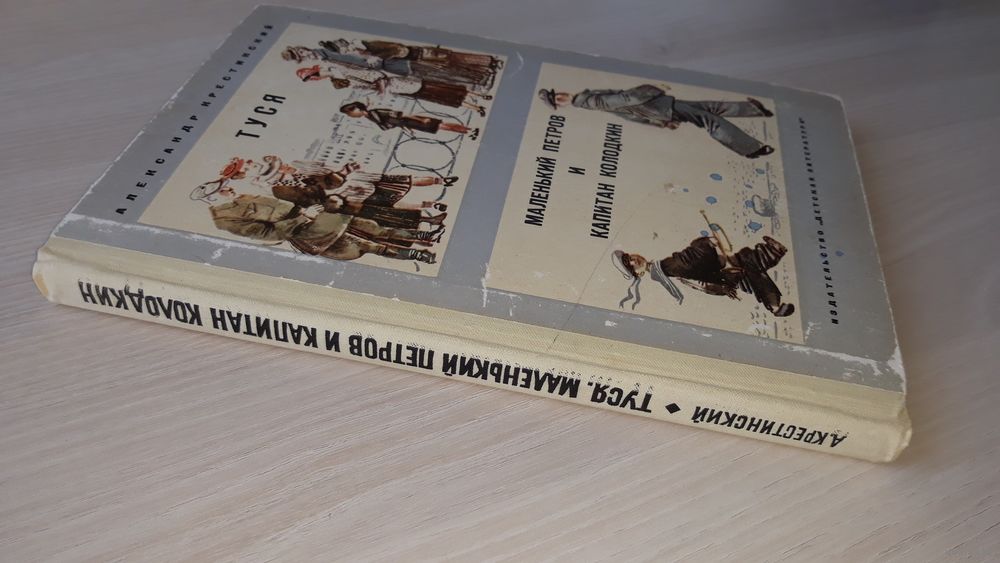 АЛЕКСАНДР КРЕСТИНСКИЙ
ТУСЯ
МАЛЕНЬКИЙ ПЕТРОВ
И
КАПИТАН КОЛОДКИН
ИЗДАТЕЛЬСТВО „ДЕТСКАЯ ЛИТЕРАТУРА"
А. КРЕСТИНСКИЙ ♦ ТУСЯ. МАЛЕНЬКИЙ ПЕТРОВ И КАПИТАН КОЛОДКИН